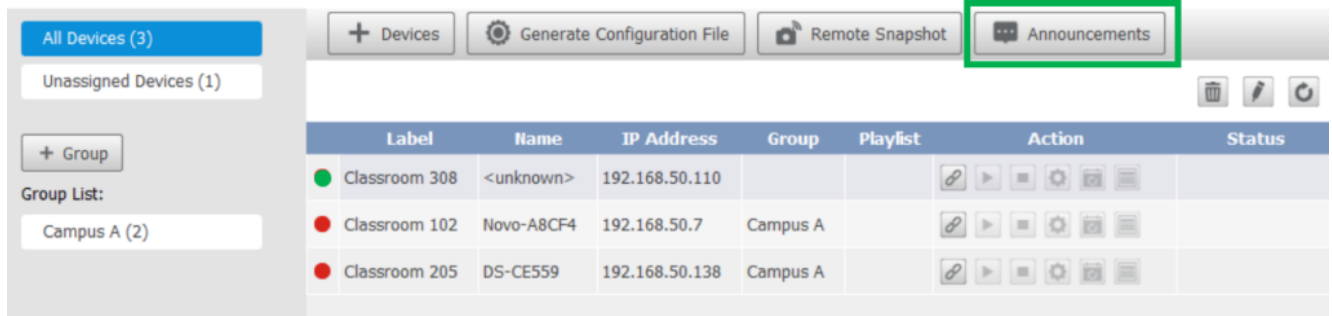 All Devices (3)
Unassigned Devices (1)
+ Group
Group List:
Campus A (2)
+ Devices Generate Configuration File Remote Snapshot Announcements
Label Name IP Address Group Playlist Action Status
Classroom 308 <unknown> 192.168.50.110
Classroom 102 Novo-A8CF4 192.168.50.7 Campus A
Classroom 205 DS-CE559 192.168.50.138 Campus A